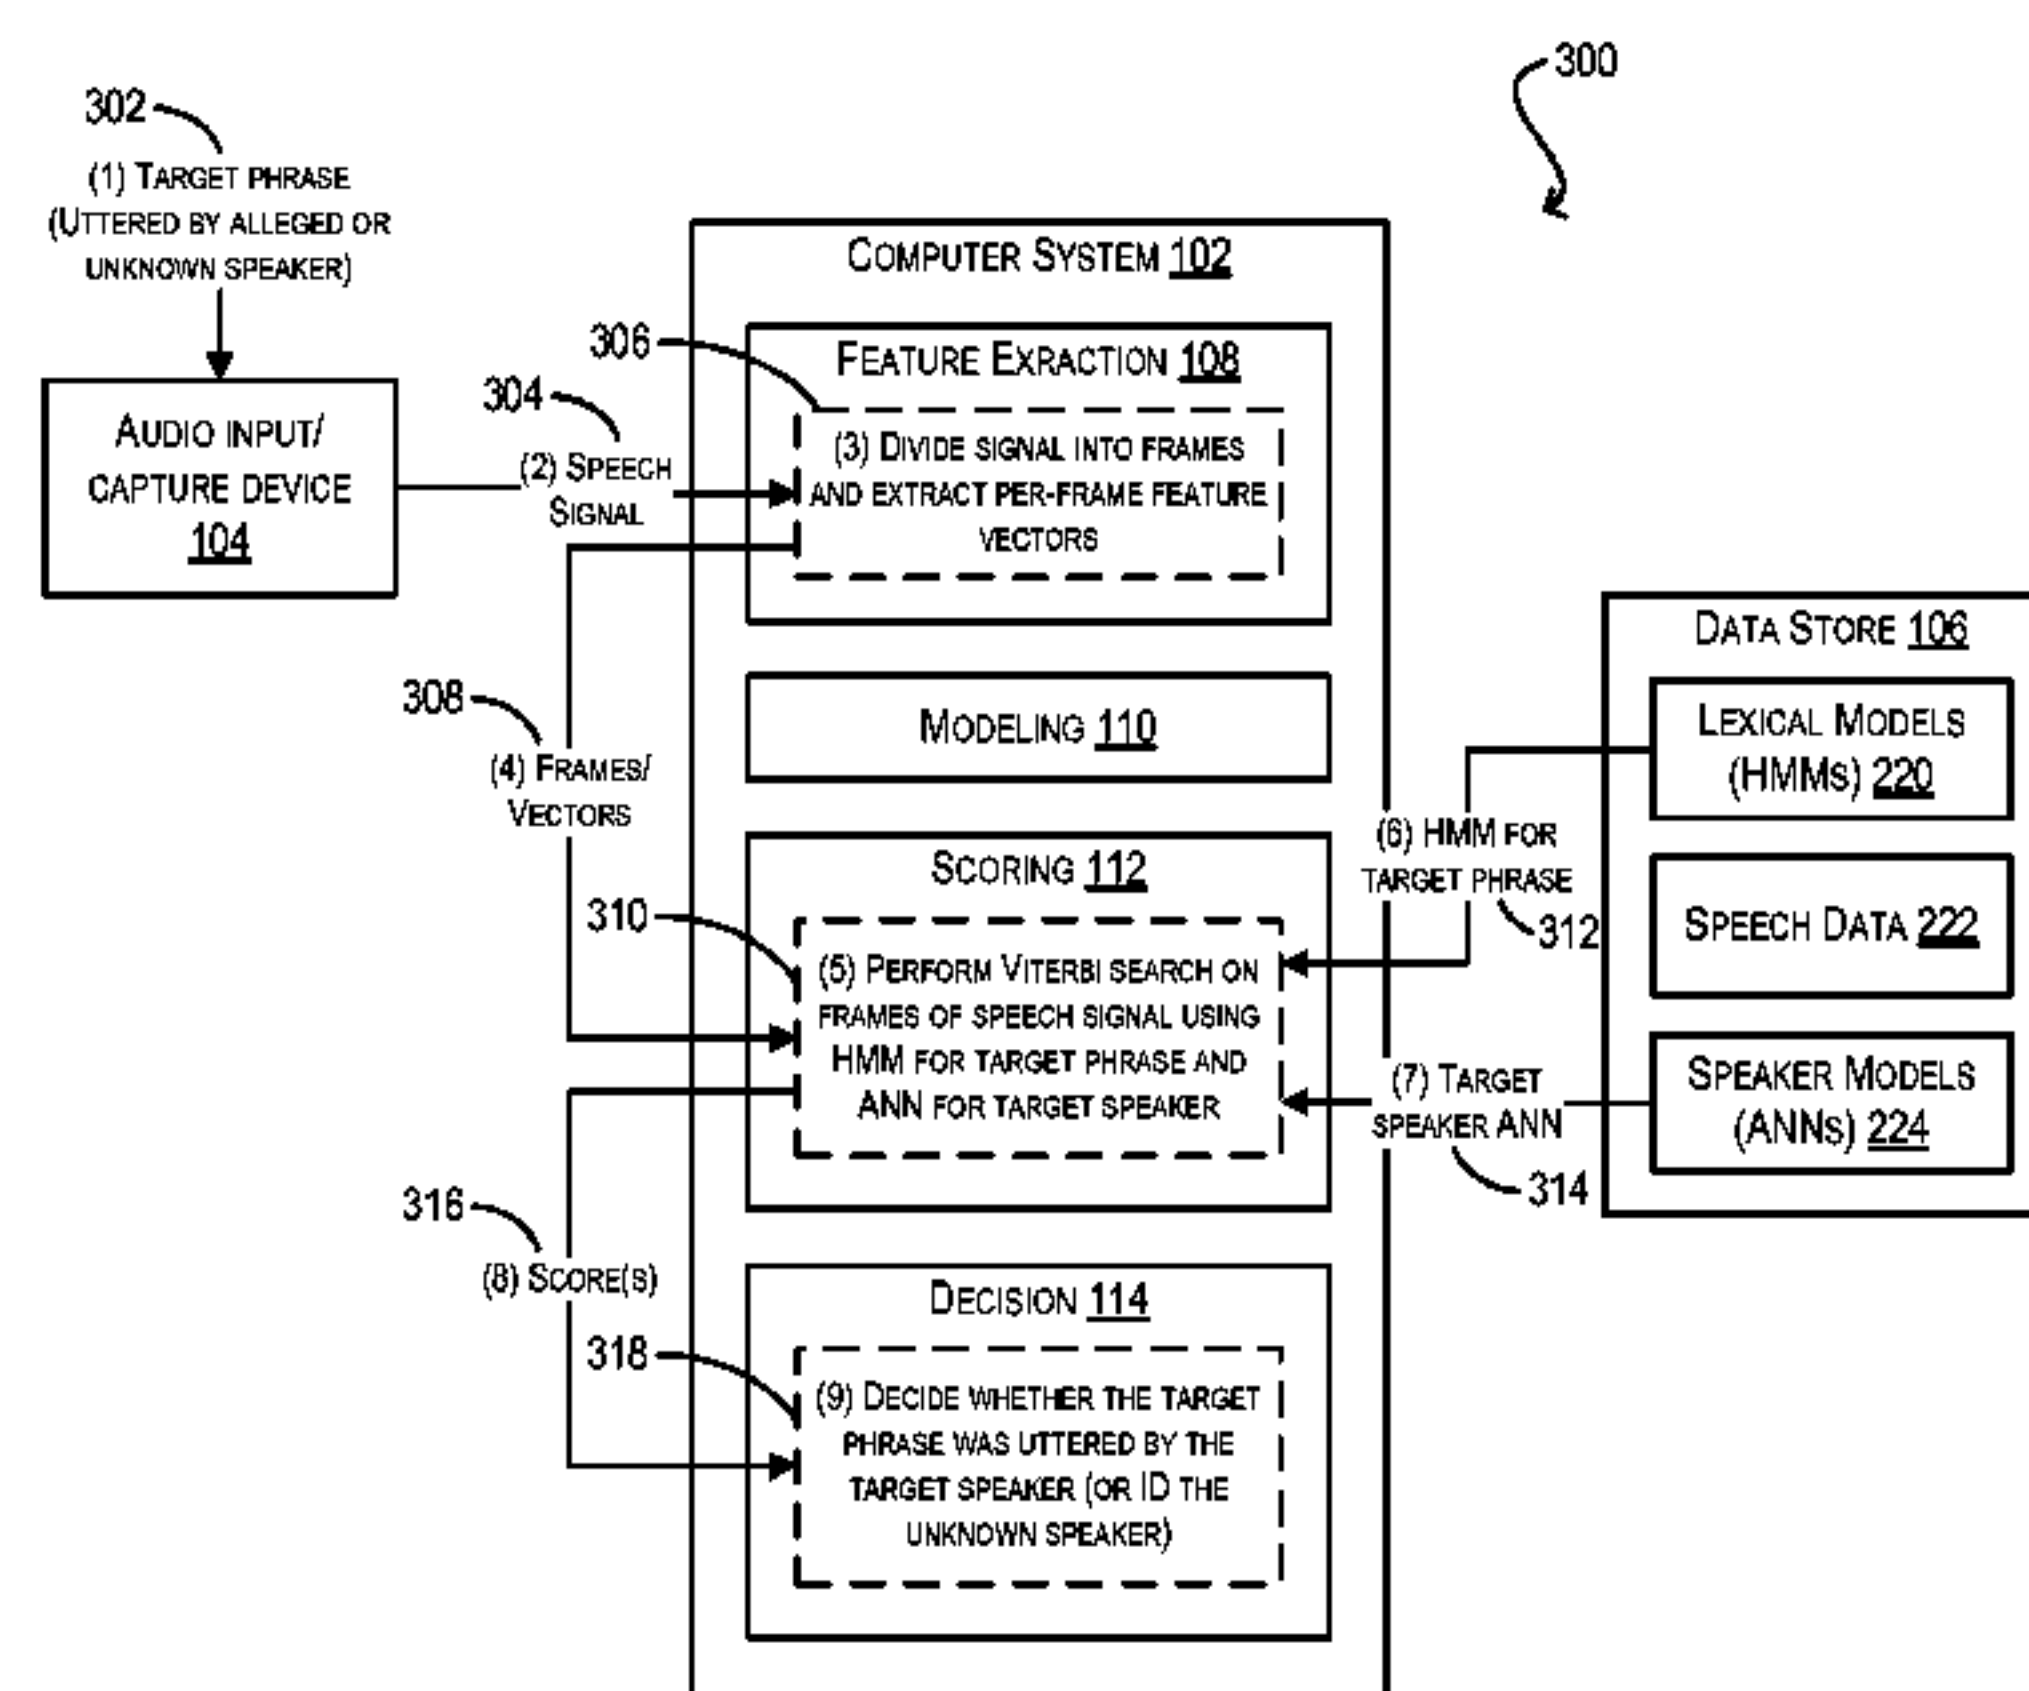 300
302
(1) TARGET PHRASE
(UTTERED BY ALLEGED OR
UNKNOWN SPEAKER)
COMPUTER SYSTEM 102
306
FEATURE EXRACTION 108
304
AUDIO INPUT/
CAPTURE DEVICE
104
(2) SPEECH
SIGNAL
(3) DIVIDE SIGNAL INTO FRAMES
AND EXTRACT PER-FRAME FEATURE
VECTORS
DATA STORE 106
308
(4) FRAMES/
VECTORS
MODELING 110
LEXICAL MODELS
(HMMS) 220
SCORING 112
(6) HMM FOR
TARGET PHRASE
312
SPEECH DATA 222
310
(5) PERFORM VITERBI SEARCH ON
FRAMES OF SPEECH SIGNAL USING
HMM FOR TARGET PHRASE AND
ANN FOR TARGET SPEAKER
(7) TARGET
SPEAKER ANN
314
SPEAKER MODELS
(ANNS) 224
316
(8) SCORE(S)
DECISION 114
318
(9) DECIDE WHETHER THE TARGET
PHRASE WAS UTTERED BY THE
TARGET SPEAKER (OR ID THE
UNKNOWN SPEAKER)